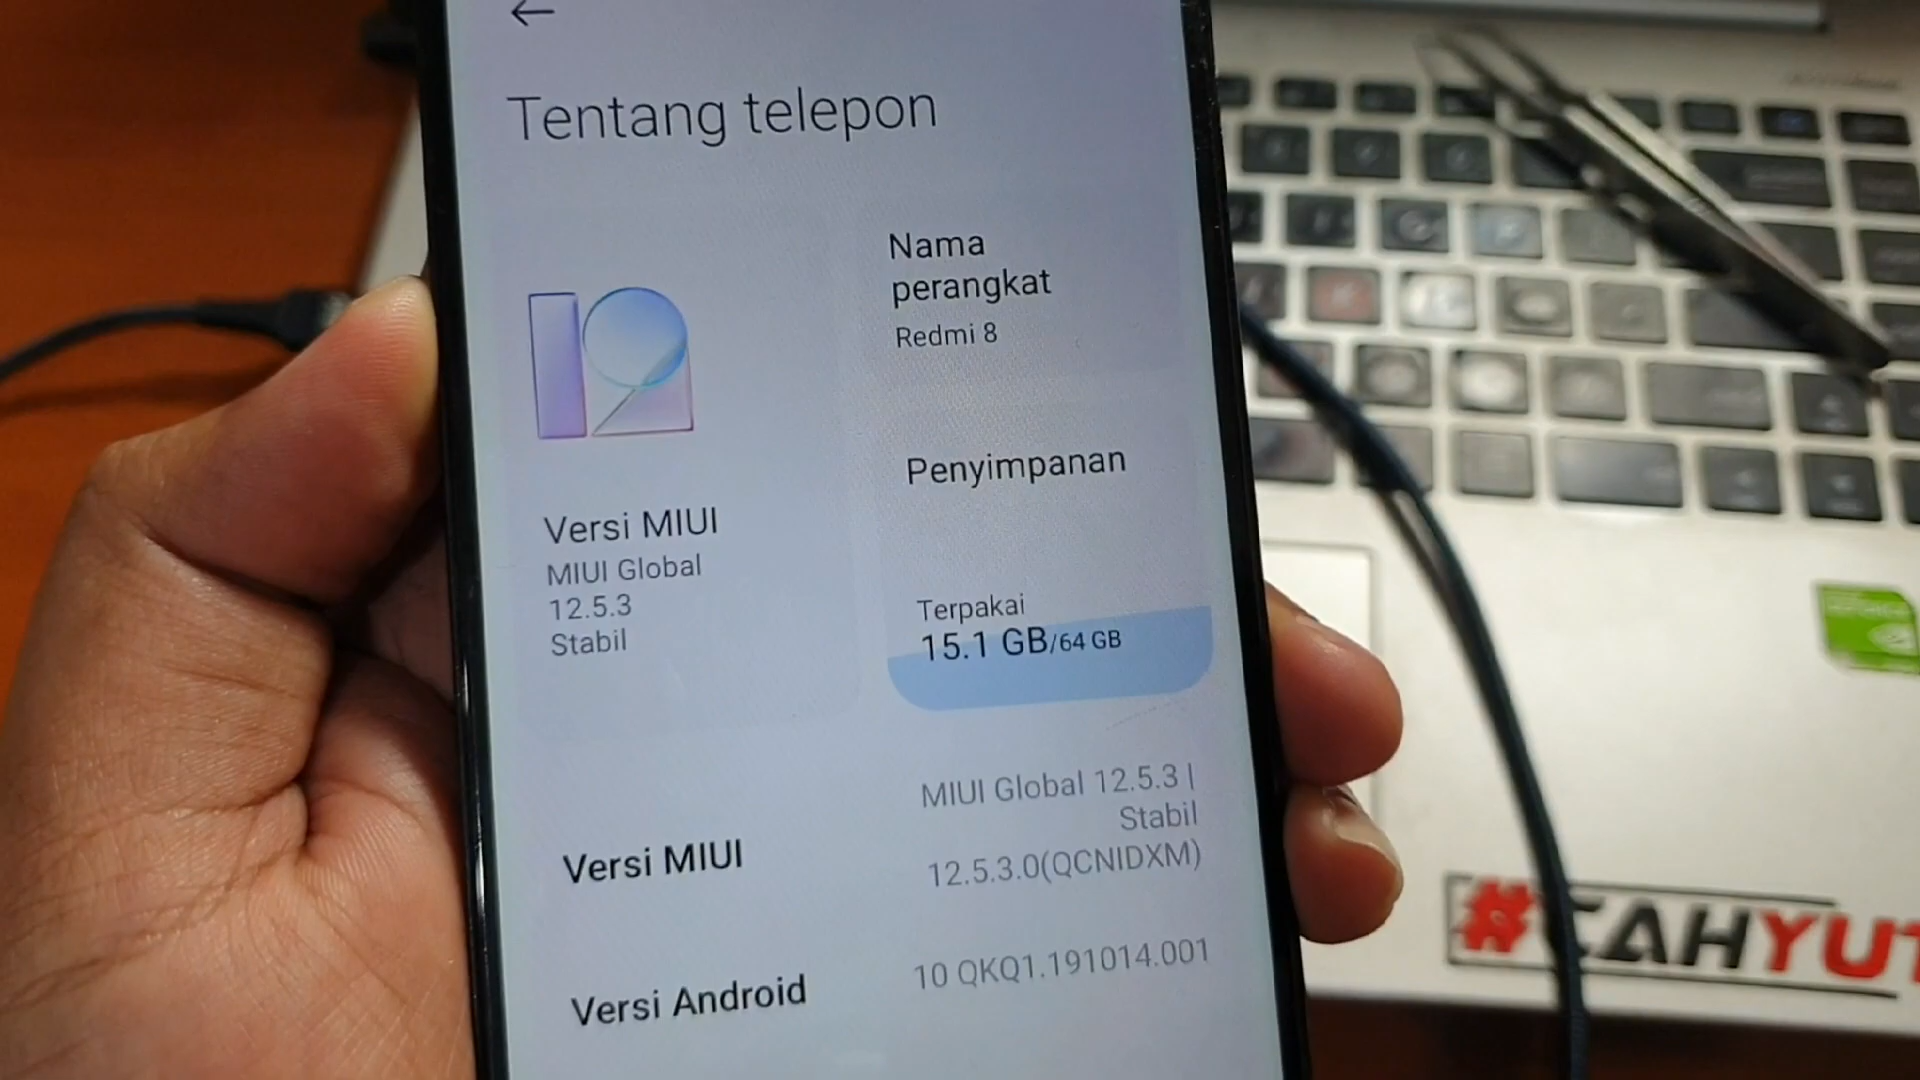 Tentang telepon
Nama
perangkat
Redmi 8
Versi MIUI
MIUI Global
12.5.3
Stabil
Penyimpanan
Terpakai
15.1 GB/64 GB
Versi MIUI
MIUI Global 12.5.3 |
Stabil
12.5.3.0(QCNIDXM)
Versi Android
10 QKQ1.191014.001
#CAHYUT